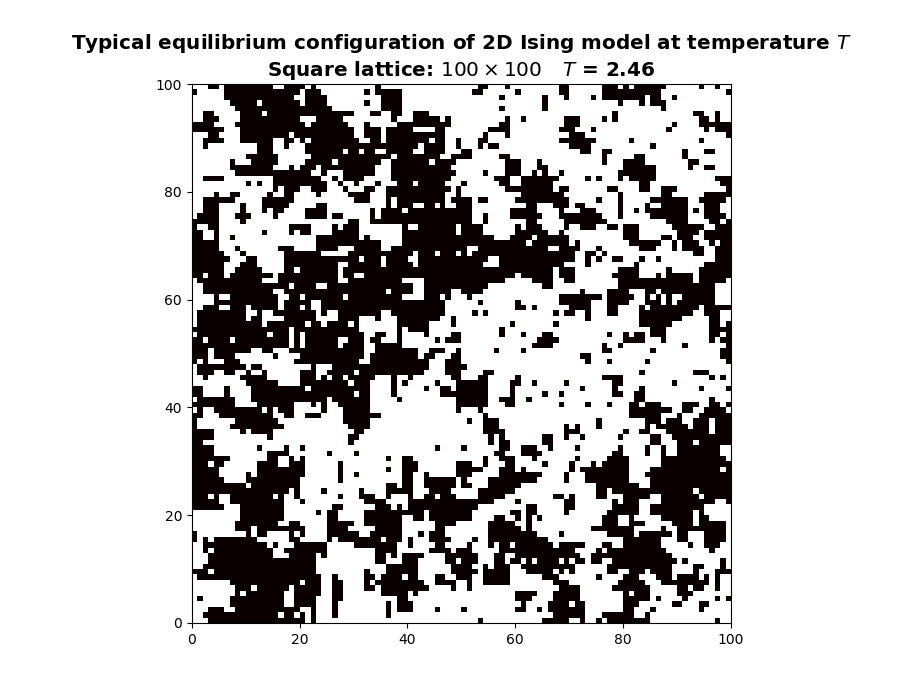 Typical equilibrium configuration of 2D Ising model at temperature T
Square lattice: 100 × 100 T = 2.46
100
80
60
40
20
0
0 20 40 60 80 100